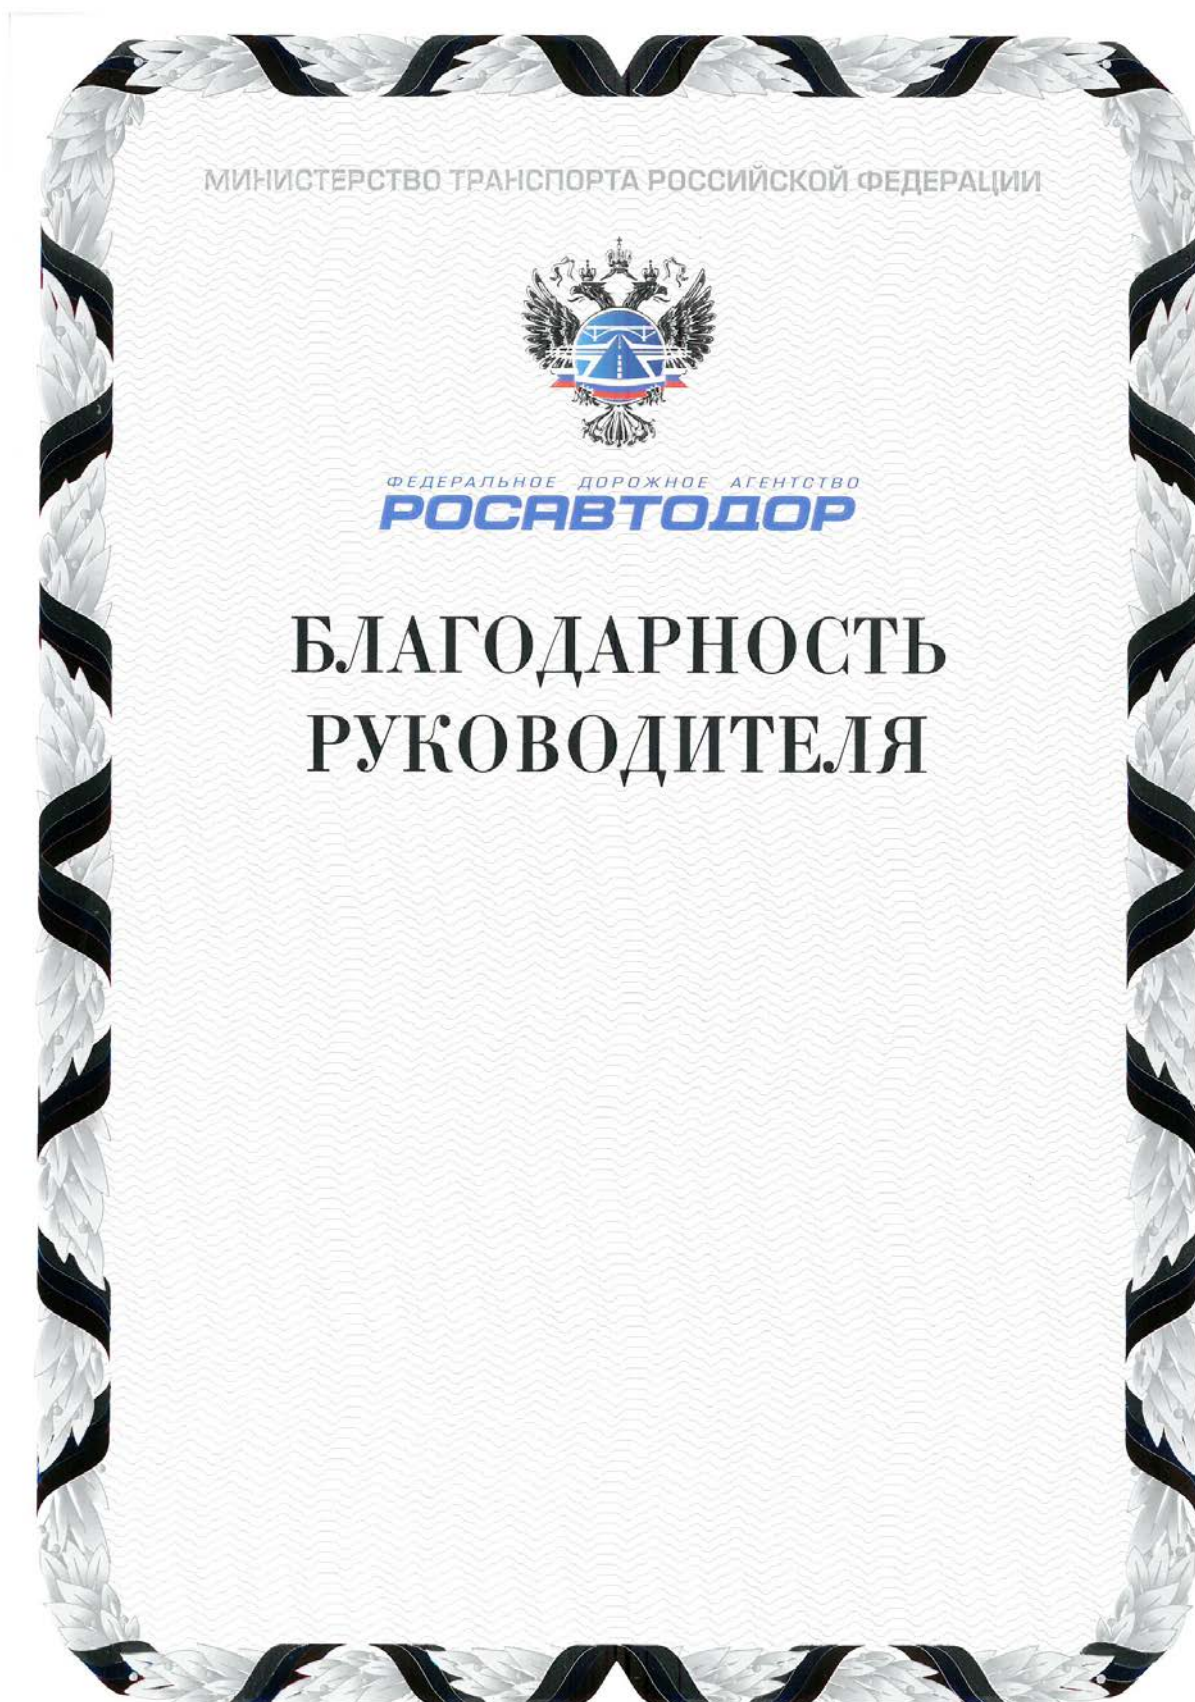 МИНИСТЕРСТВО ТРАНСПОРТА РОССИЙСКОЙ ФЕДЕРАЦИИ
ФЕДЕРАЛЬНОЕ ДОРОЖНОЕ АГЕНТСТВО
РОСАВТОДОР
БЛАГОДАРНОСТЬ
РУКОВОДИТЕЛЯ